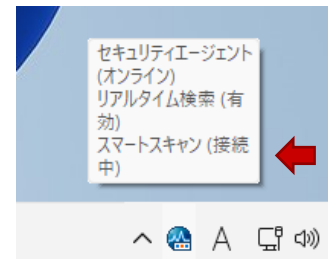 セキュリティエージェント
(オンライン)
リアルタイム検索 (有
効)
スマートスキャン (接続
中)
A